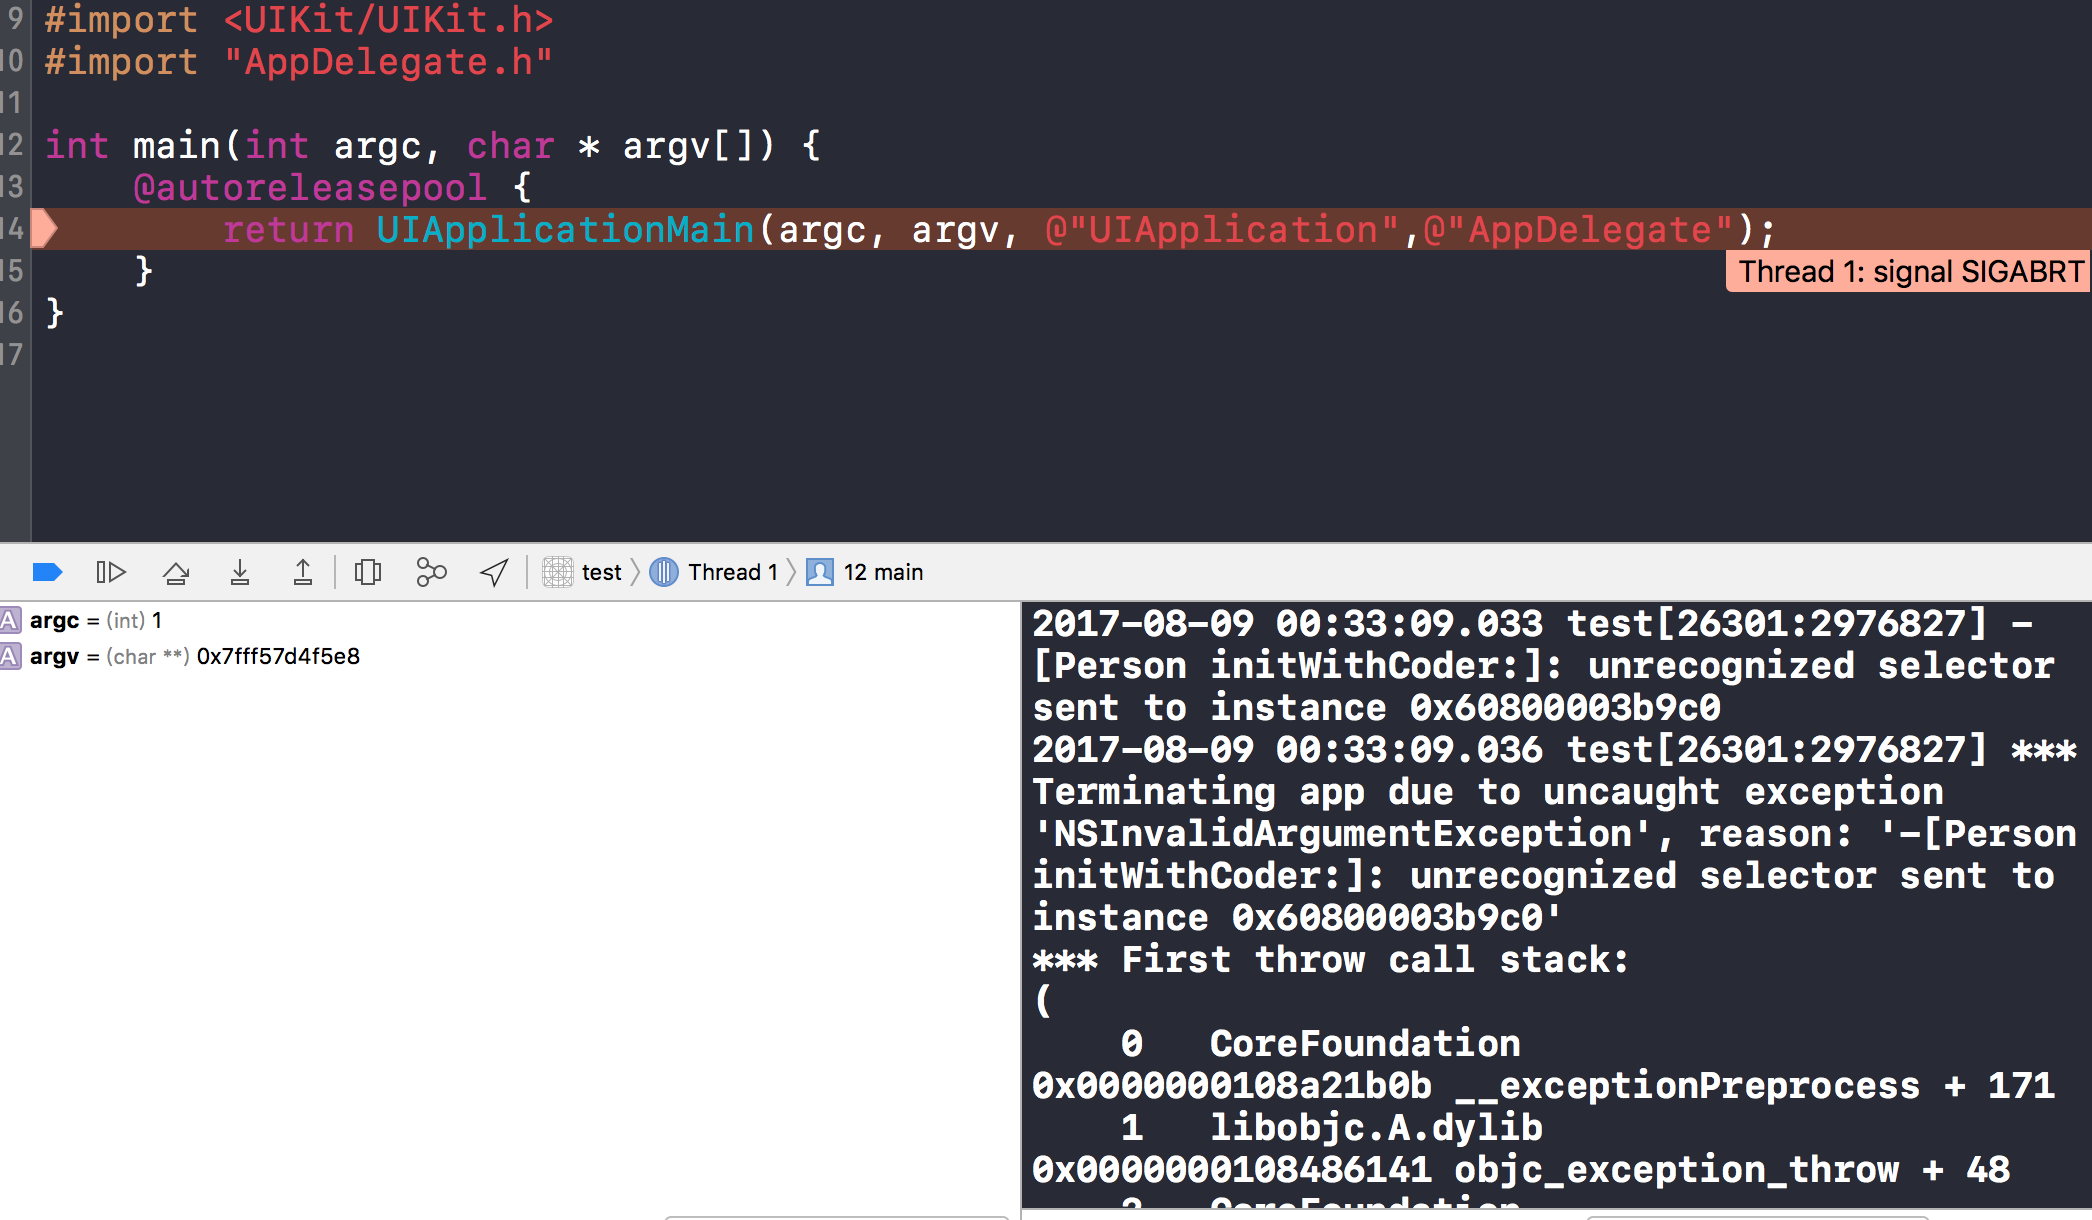 9 #import <UIKit/UIKit.h>
10 #import "AppDelegate.h"
11
12 int main(int argc, char * argv[]) {
13 @autoreleasepool {
14 return UIApplicationMain(argc, argv, @"UIApplication",@"AppDelegate");
15 }
Thread 1: signal SIGABRT
16 }
17
test Thread 1 12 main
A argc = (int) 1
A argv = (char **) 0x7fff57d4f5e8
2017-08-09 00:33:09.033 test[26301:2976827] -
[Person initWithCoder:]: unrecognized selector
sent to instance 0x60800003b9c0
2017-08-09 00:33:09.036 test[26301:2976827] ***
Terminating app due to uncaught exception
'NSInvalidArgumentException', reason: '-[Person
initWithCoder:]: unrecognized selector sent to
instance 0x60800003b9c0'
*** First throw call stack:
(
0 CoreFoundation
0x0000000108a21b0b __exceptionPreprocess + 171
1 libobjc.A.dylib
0x0000000108486141 objc_exception_throw + 48
2 CoreFoundation